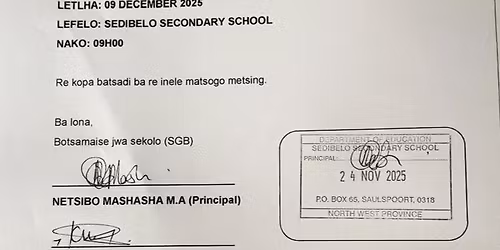 LETLHA: 09 DECEMBER 2025
LEFELO: SEDIBELO SECONDARY SCHOOL
NAKO: 09H00
Re kopa batsadi ba re inele matsogo metsing.
Ba lona,
Botsamaise jwa sekolo (SGB)
NETSIBO MASHASHA M.A (Principal)
DEPARTMENT OF EDUCATION
SEDIBELO SECONDARY SCHOOL
PRINCIPAL:
24 NOV 2025
P.O. BOX 65, SAULSPOORT, 0318
NORTH WEST PROVINCE